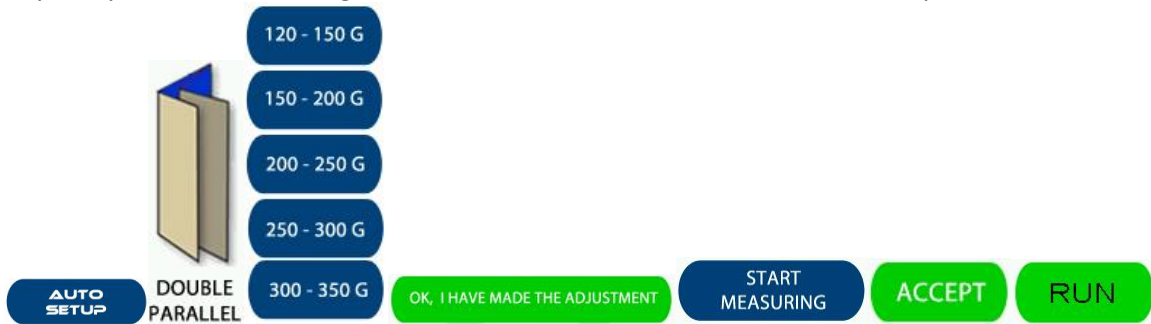 120 - 150 G
150 - 200 G
200 - 250 G
250 - 300 G
300 - 350 G
AUTO
SETUP
DOUBLE
PARALLEL
OK, I HAVE MADE THE ADJUSTMENT
START
MEASURING
ACCEPT
RUN